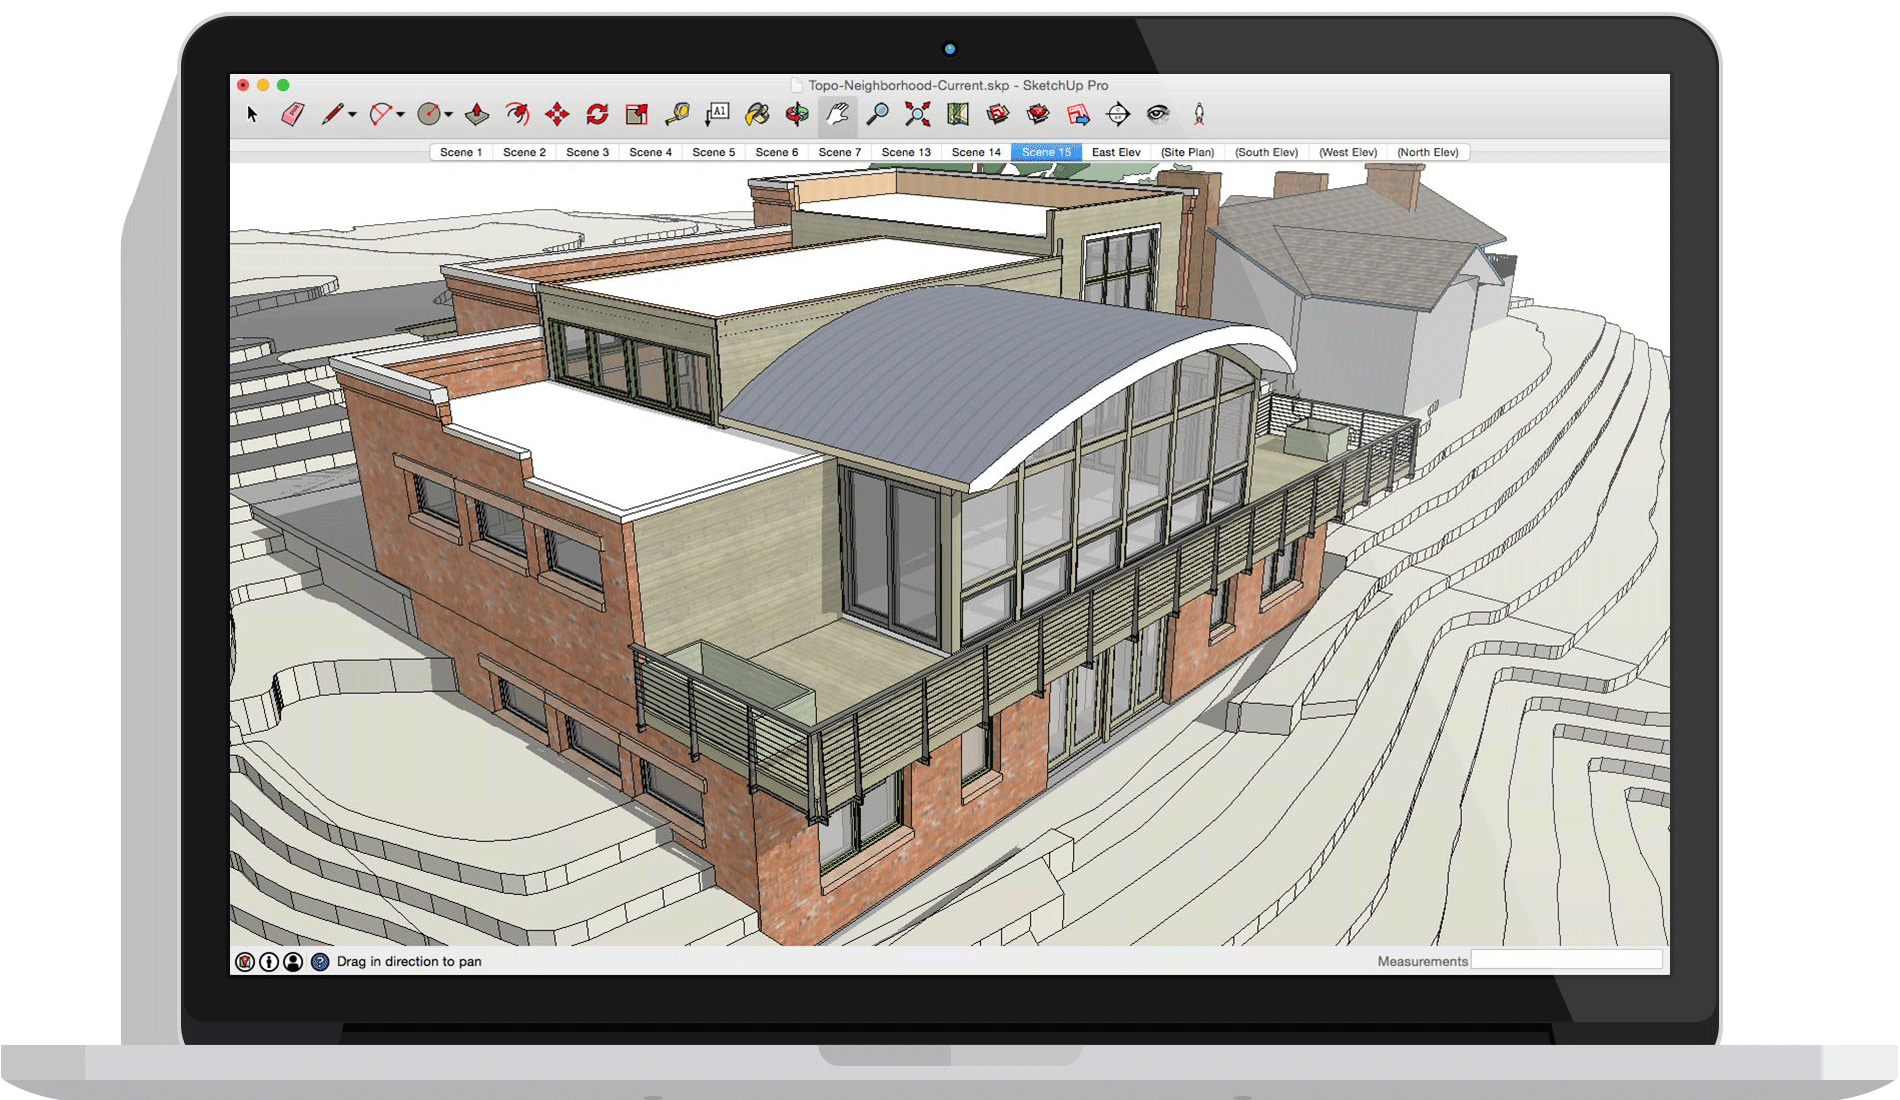 Topo-Neighborhood-Current.skp - SketchUp Pro
A1
Scene 1 Scene 2 Scene 3 Scene 4 Scene 5 Scene 6 Scene 7 Scene 13 Scene 14 Scene 15 East Elev (Site Plan) (South Elev) (West Elev) (North Elev)
Drag in direction to pan Measurements